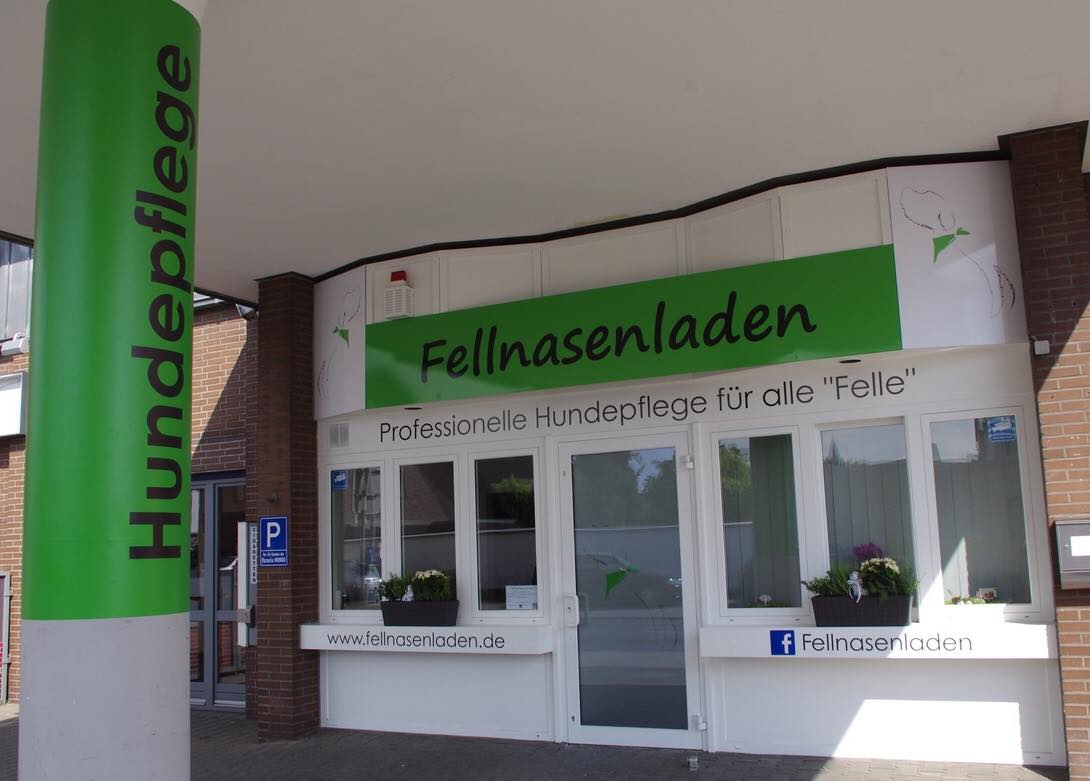 Hundepflege
Fellnasenladen
Professionelle Hundepflege für alle "Felle"
P
www.fellnasenladen.de
f Fellnasenladen